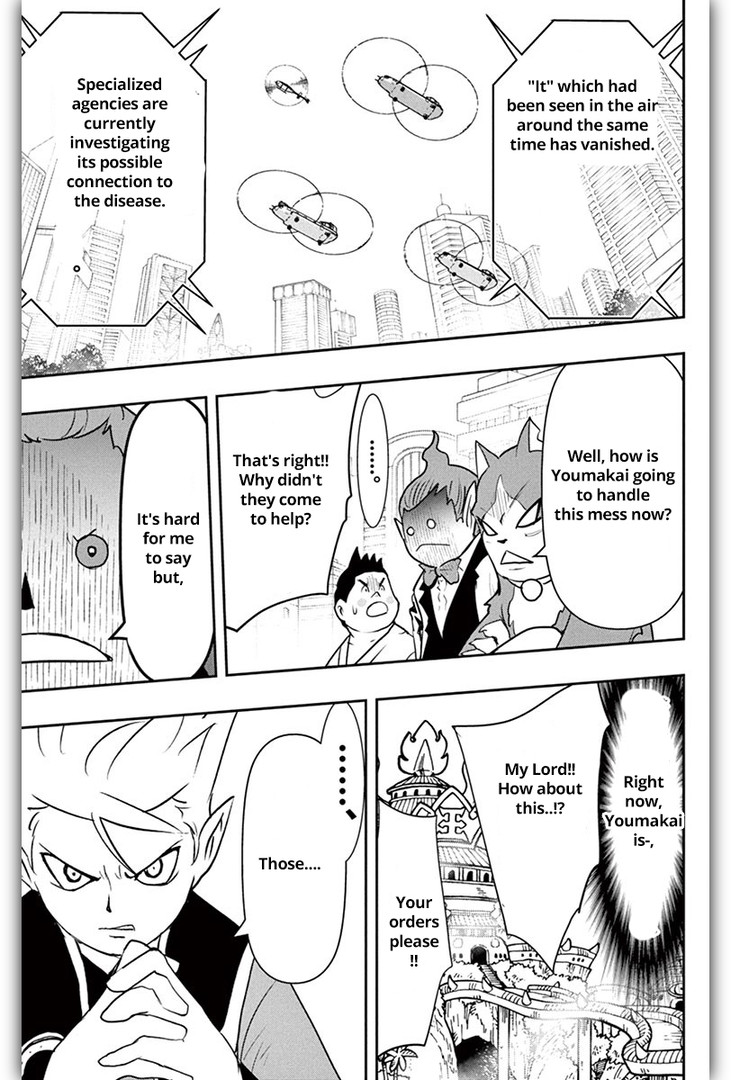 "It" which had
been seen in the air
around the same
time has vanished.
Specialized
agencies are
currently
investigating
its possible
connection to
the disease.
Well, how is
Youmakai going
to handle
this mess now?
......。
That's right!!
Why didn't
they come
to help?
It's hard
for me
to say
but,
Right
now,
Youmakai
is-,
My Lord!!
How about
this..!?
Your
orders
please
!!
王
......、
Those....